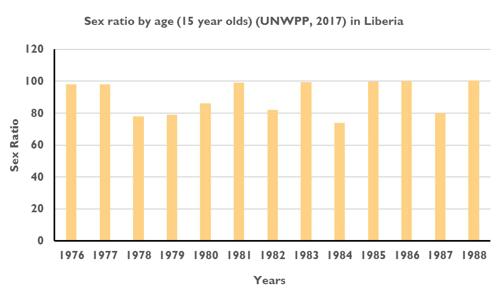 Sex ratio by age (15 year olds) (UNWPP, 2017) in Liberia
120
100
80
60
40
20
0
Sex Ratio
1976 1977 1978 1979 1980 1981 1982 1983 1984 1985 1986 1987 1988
Years